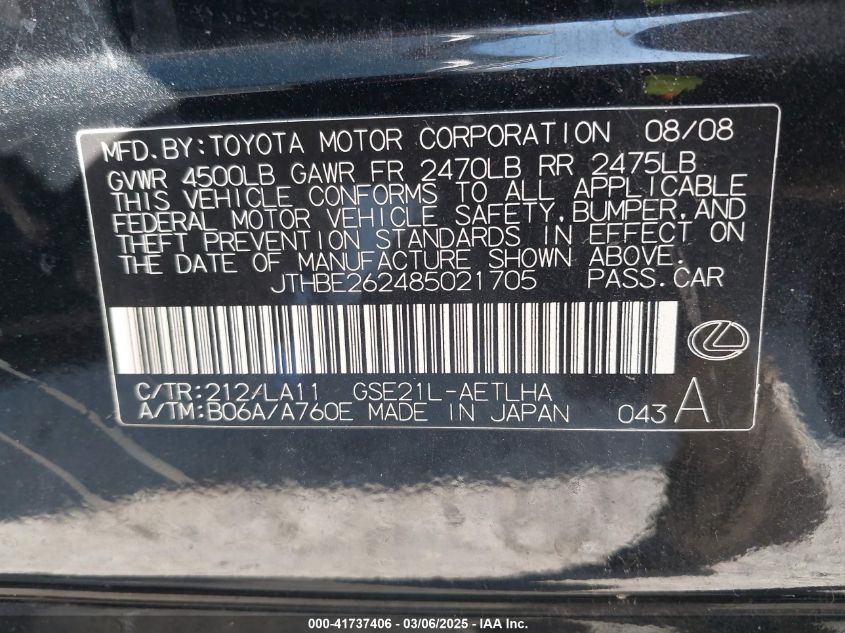 MFD.BY:TOYOTA MOTOR CORPORATION 08/08
GVWR 4500LB GAWR FR 2470LB RR 2475LB
THIS VEHICLE CONFORMS TO ALL APPLICABLE
FEDERAL MOTOR VEHICLE SAFETY,BUMPER,AND
THEFT PREVENTION STANDARDS IN EFFECT ON
THE DATE OF MANUFACTURE SHOWN ABOVE.
JTHBE262485021705 PASS.CAR
C/TR:212/LA11 GSE21L-AETLHA
A/TM:B06A/A760E MADE IN JAPAN 043 A
000-41737406 - 03/06/2025 - IAA Inc.